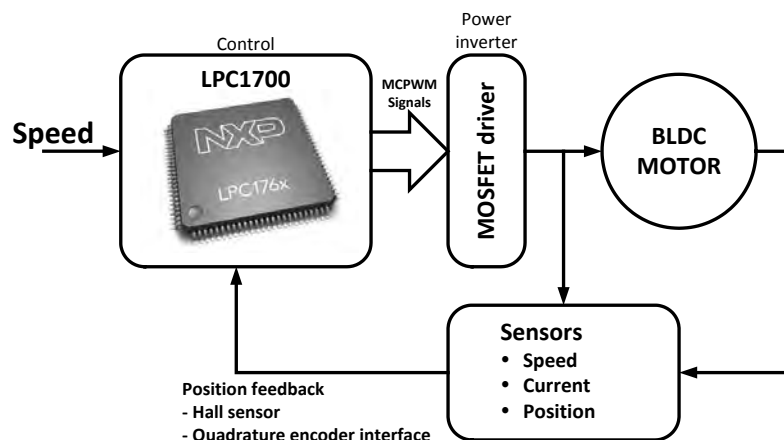 Control
LPC1700
NXP
LPC176x
Speed
MCPWM
Signals
Power
inverter
MOSFET driver
BLDC
MOTOR
Sensors
• Speed
• Current
• Position
Position feedback
- Hall sensor
- Quadrature encoder interface